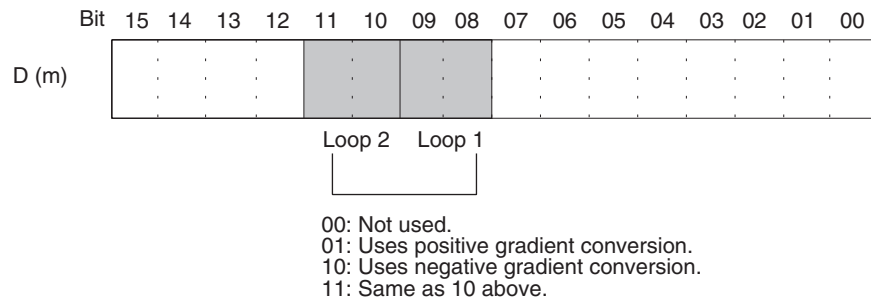 Bit 15 14 13 12 11 10 09 08 07 06 05 04 03 02 01 00
D (m)
Loop 2 Loop 1
00: Not used.
01: Uses positive gradient conversion.
10: Uses negative gradient conversion.
11: Same as 10 above.